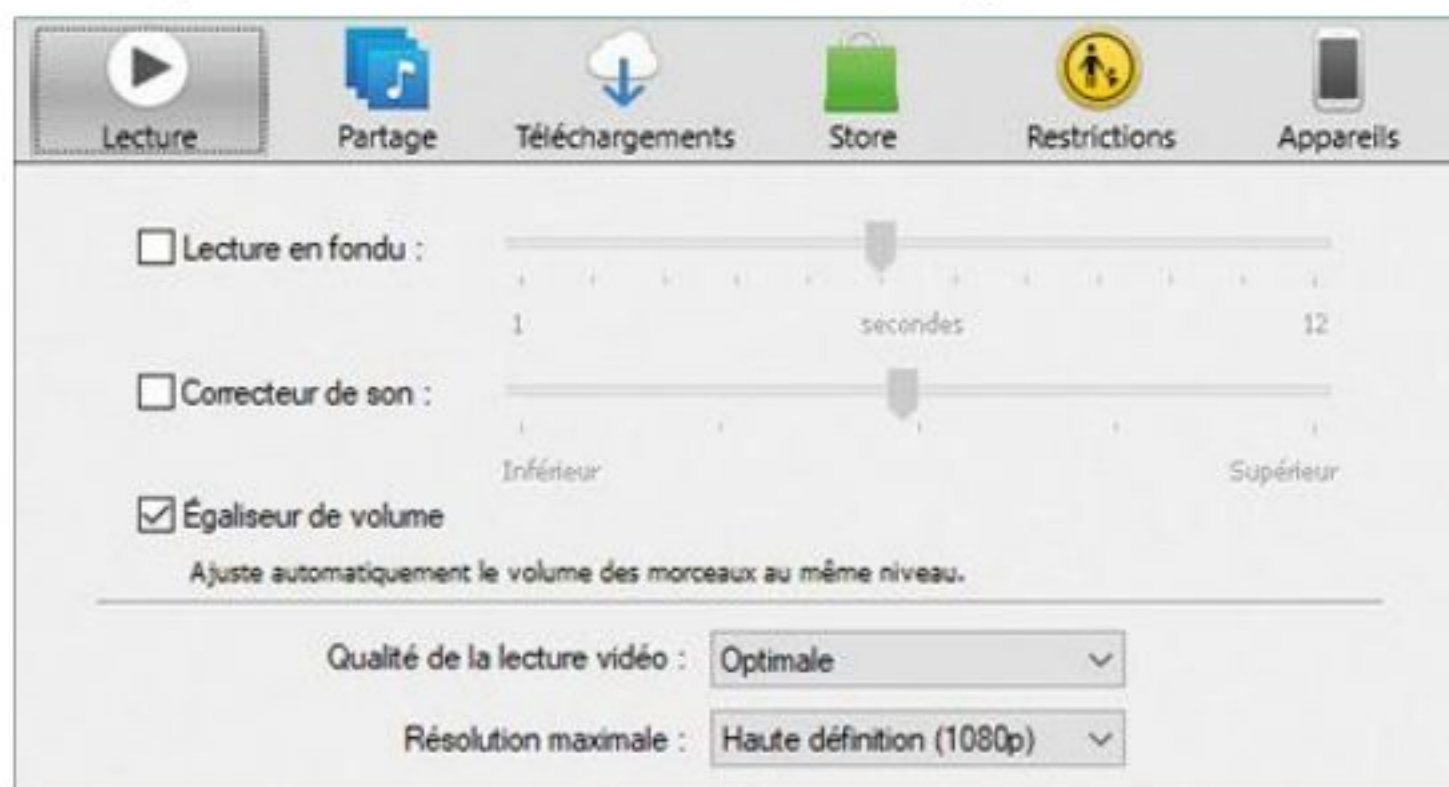 Lecture Partage Téléchargements Store Restrictions Appareils
Lecture en fondu :
1 secondes 12
Correcteur de son :
Inférieur Supérieur
Égaliseur de volume
Ajuste automatiquement le volume des morceaux au même niveau.
Qualité de la lecture vidéo : Optimale
Résolution maximale : Haute définition (1080p)